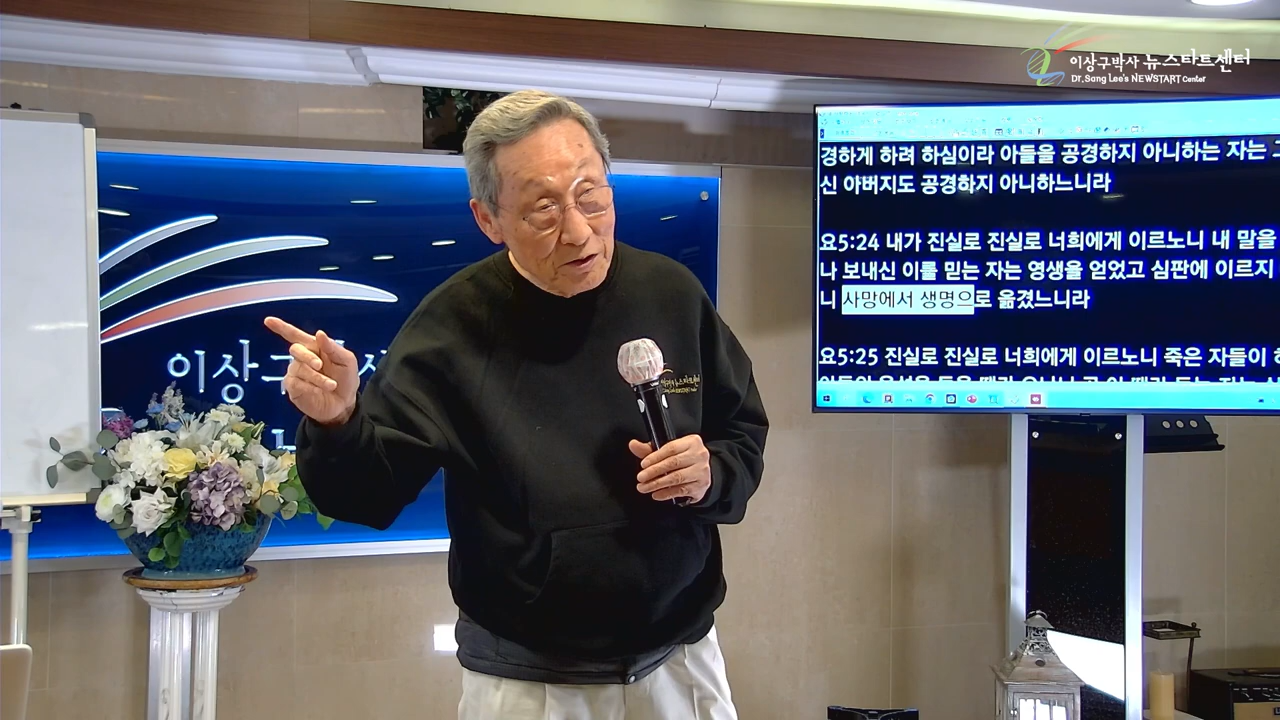 이상구박사 뉴스타트센터
Dr. Sang Lee's NEWSTART Center
경하게 하려 하심이라 아들을 공경하지 아니하는 자는
신 아버지도 공경하지 아니하느니라
요5:24 내가 진실로 진실로 너희에게 이르노니 내 말을
나 보내신 이를 믿는 자는 영생을 얻었고 심판에 이르지
니 사망에서 생명으로 옮겼느니라
요5:25 진실로 진실로 너희에게 이르노니 죽은 자들이
이상구